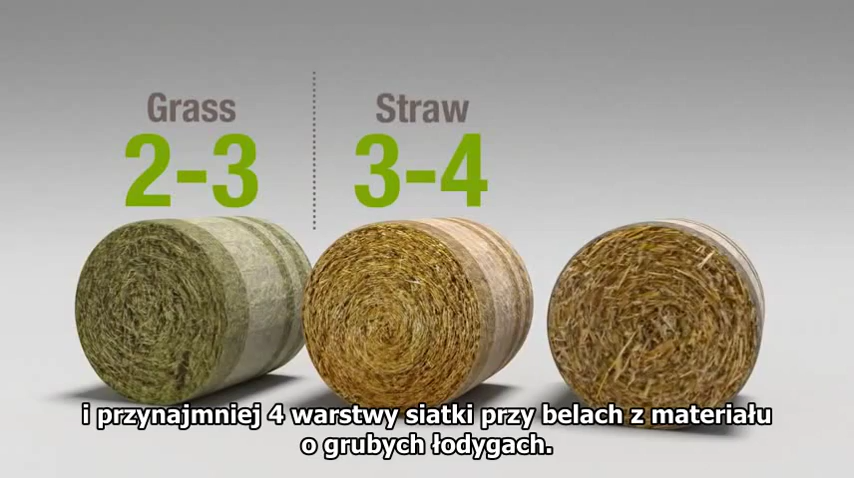 Grass
2-3
Straw
3-4
i przynajmniej 4 warstwy siatki przy belach z materiału
o grubych łodygach.